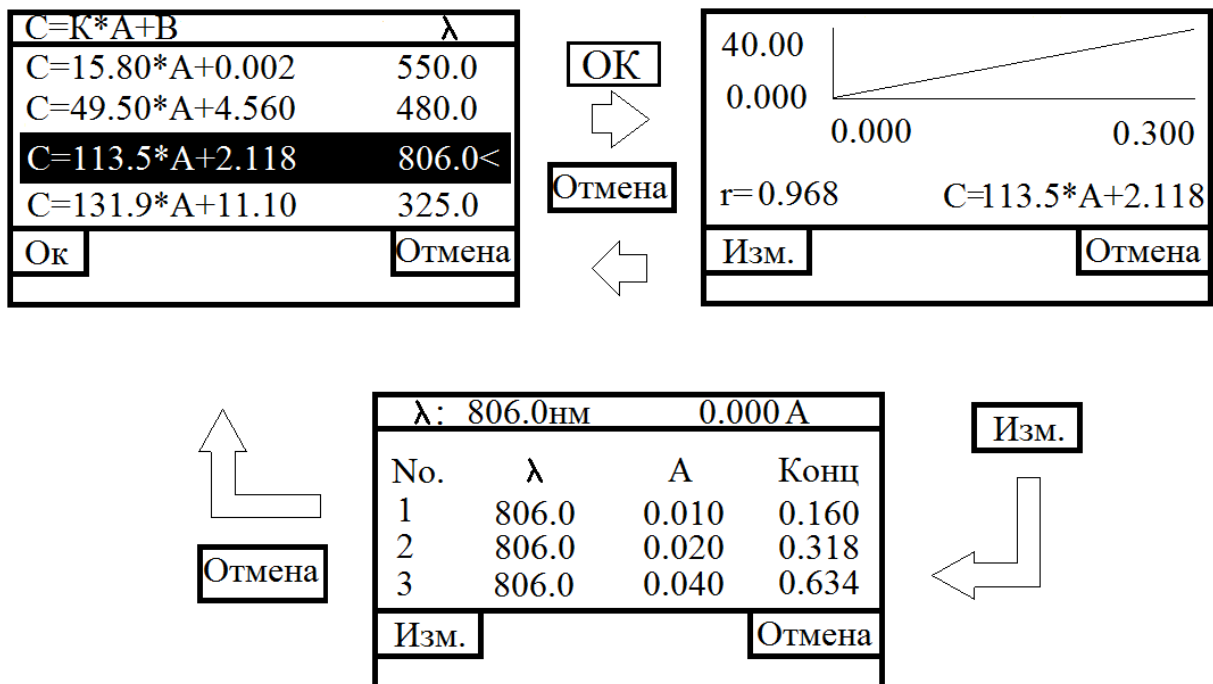 C=К*А+В λ
C=15.80*A+0.002 550.0
C=49.50*A+4.560 480.0
C=113.5*A+2.118 806.0<
C=131.9*A+11.10 325.0
Ок Отмена
ОК
Отмена
40.00
0.000
0.000 0.300
r=0.968 C=113.5*A+2.118
Изм. Отмена
Изм.
λ: 806.0нм 0.000 A
No. λ A Конц
1 806.0 0.010 0.160
2 806.0 0.020 0.318
3 806.0 0.040 0.634
Изм. Отмена
Отмена